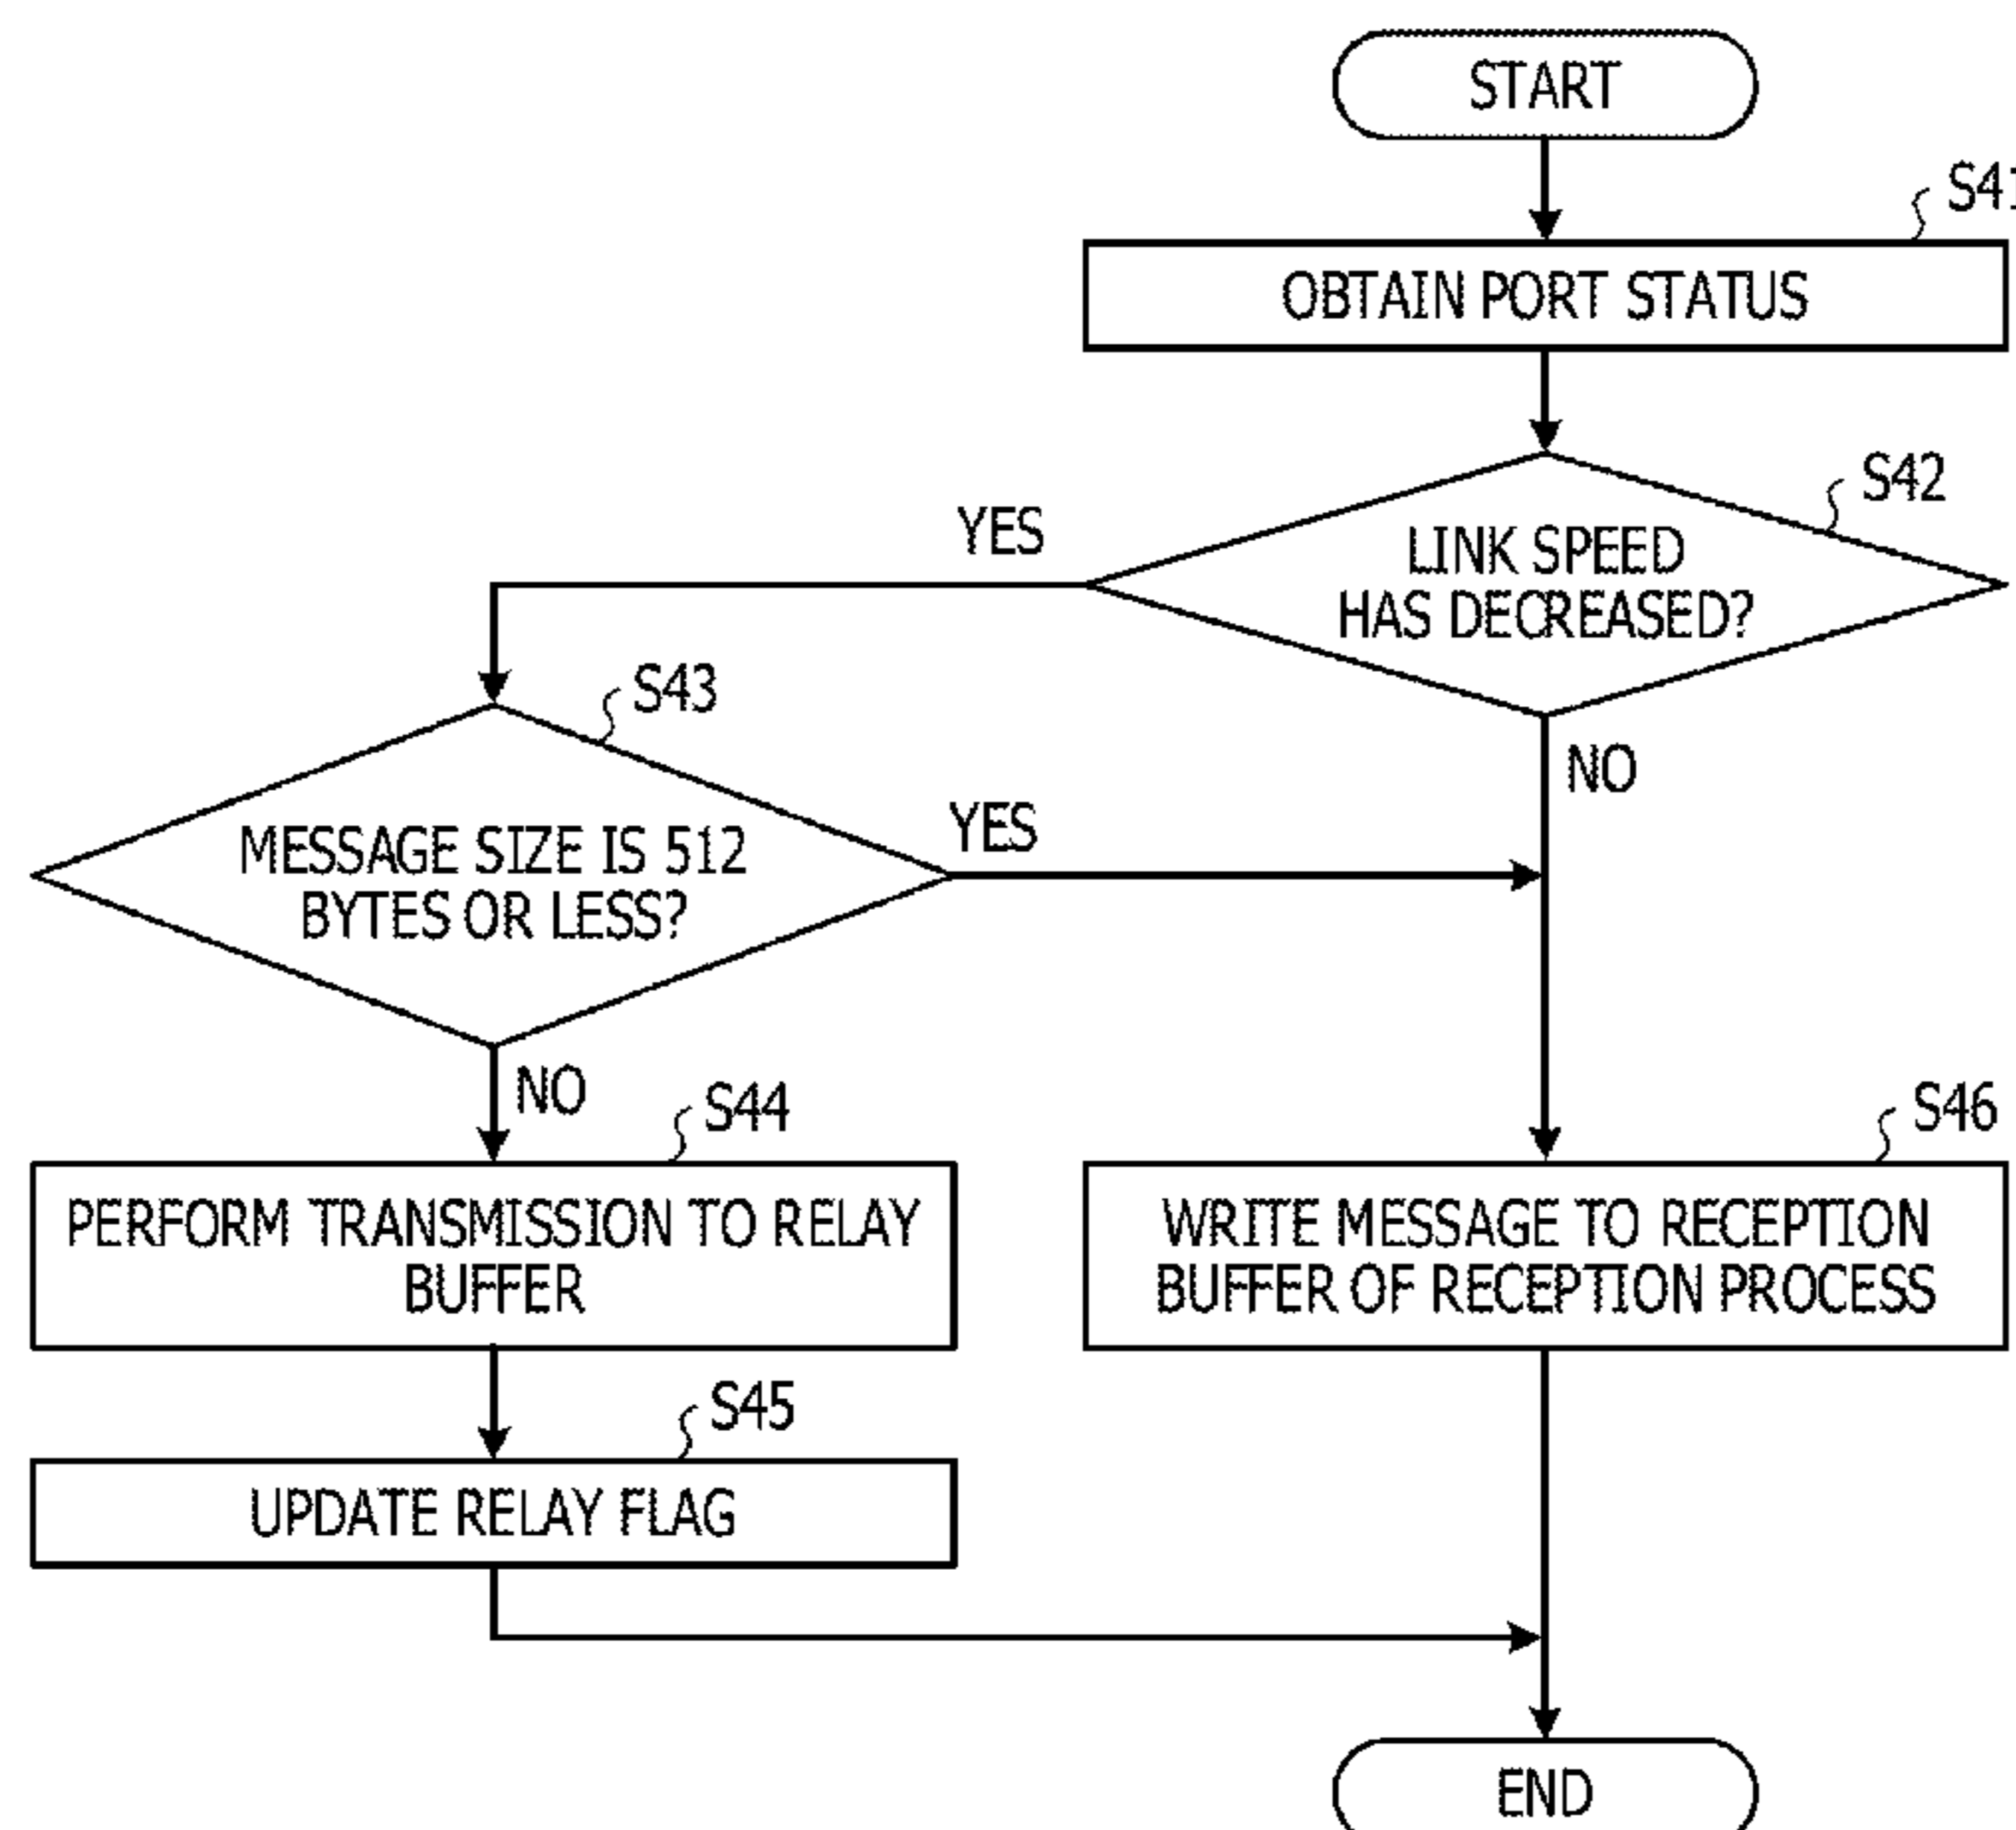 START
S41
OBTAIN PORT STATUS
S42
YES
LINK SPEED
HAS DECREASED?
S43
NO
YES
MESSAGE SIZE IS 512
BYTES OR LESS?
NO
S44
S46
PERFORM TRANSMISSION TO RELAY
BUFFER
WRITE MESSAGE TO RECEPTION
BUFFER OF RECEPTION PROCESS
S45
UPDATE RELAY FLAG
END